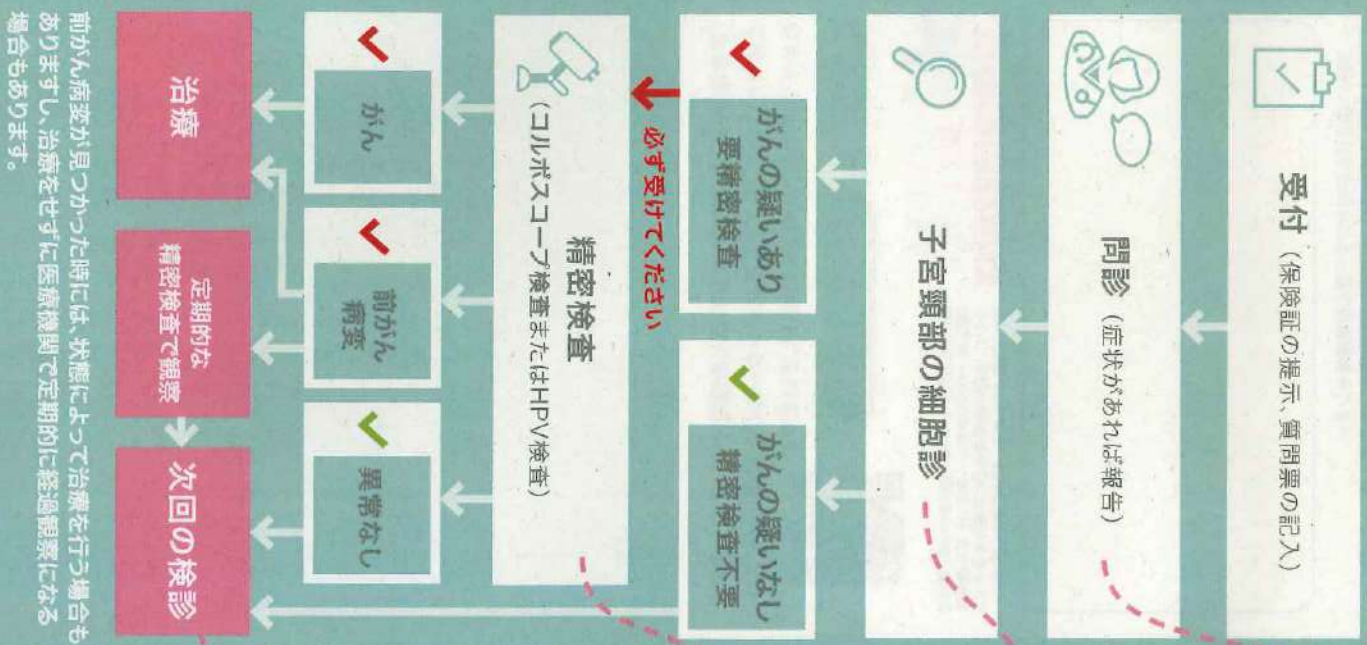 受付（保険証の提示、質問票の記入）
問診（症状があれば報告）
子宮頸部の細胞診
がんの疑いあり
要精密検査
がんの疑いなし
精密検査不要
必ず受けてください
精密検査
（コルポスコープ検査またはHPV検査）
がん
前がん
病変
異常なし
治療
定期的な
精密検査で観察
次回の検診
前がん病変が見つかった時には、状態によって治療を行う場合も
ありますし、治療をせずに医療機関で定期的に経過観察になる
場合もあります。